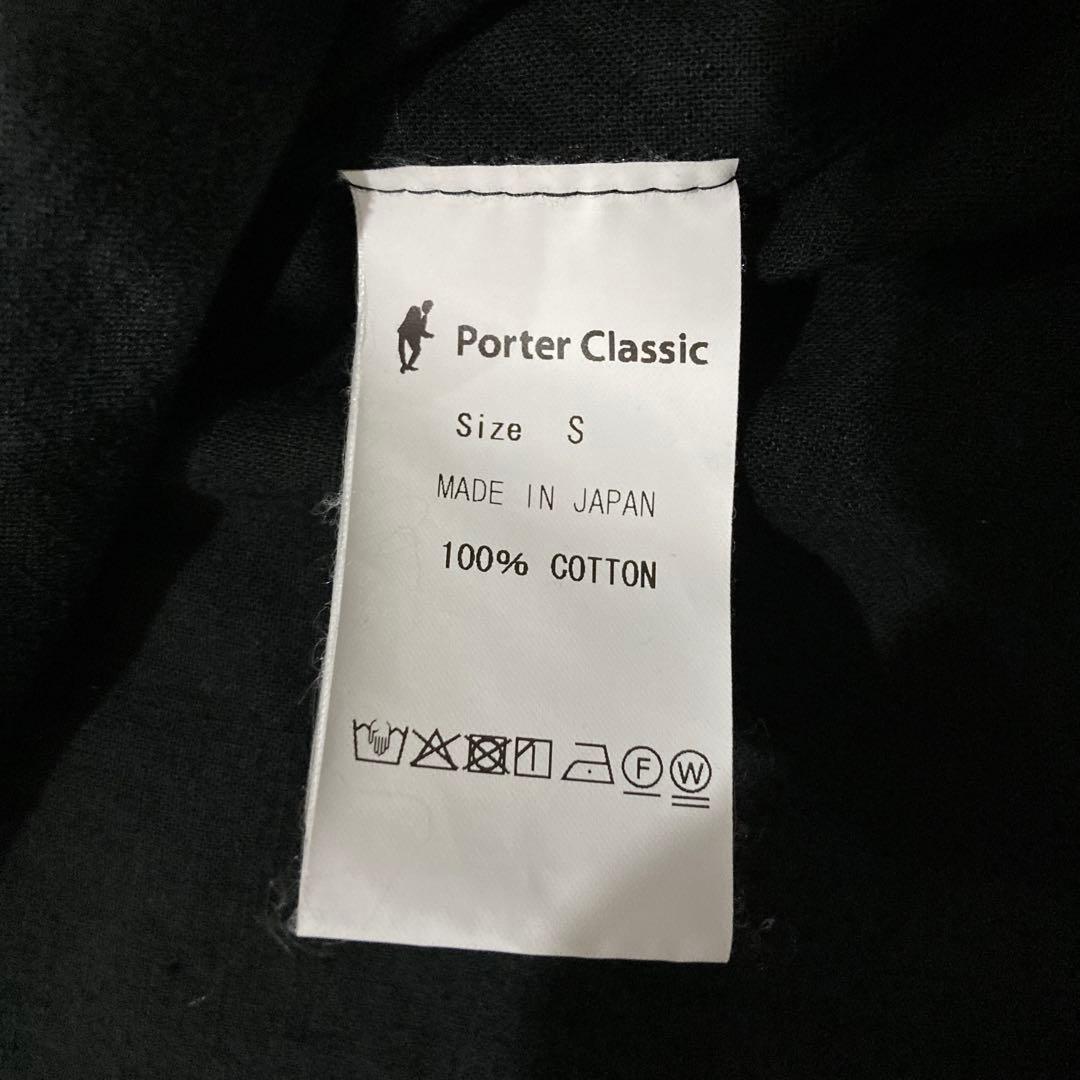 Porter Classic
Size S
MADE IN JAPAN
100% COTTON
F W